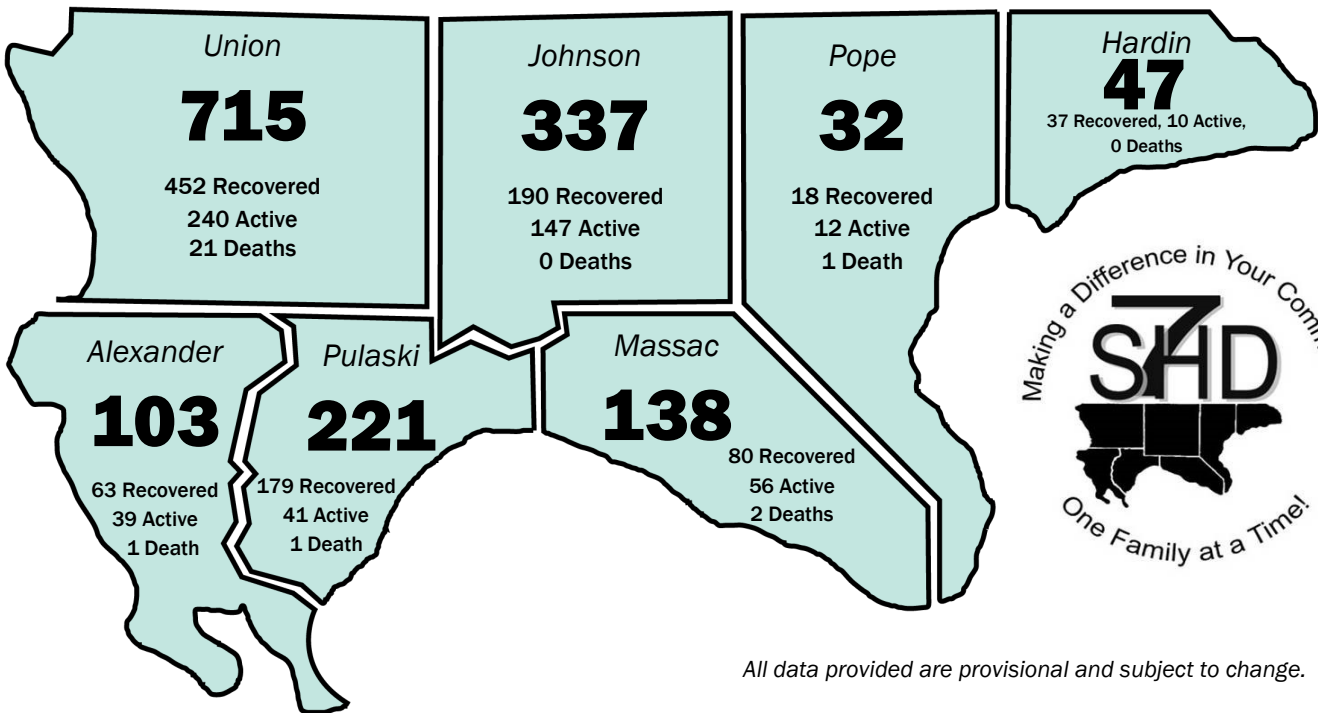 Union
715
452 Recovered
240 Active
21 Deaths
Johnson
337
190 Recovered
147 Active
0 Deaths
Pope
32
18 Recovered
12 Active
1 Death
Hardin
47
37 Recovered, 10 Active,
0 Deaths
Alexander
103
63 Recovered
39 Active
1 Death
Pulaski
221
179 Recovered
41 Active
1 Death
Massac
138
80 Recovered
56 Active
2 Deaths
Making a Difference in Your Comm
S7HD
One Family at a Time!
All data provided are provisional and subject to change.